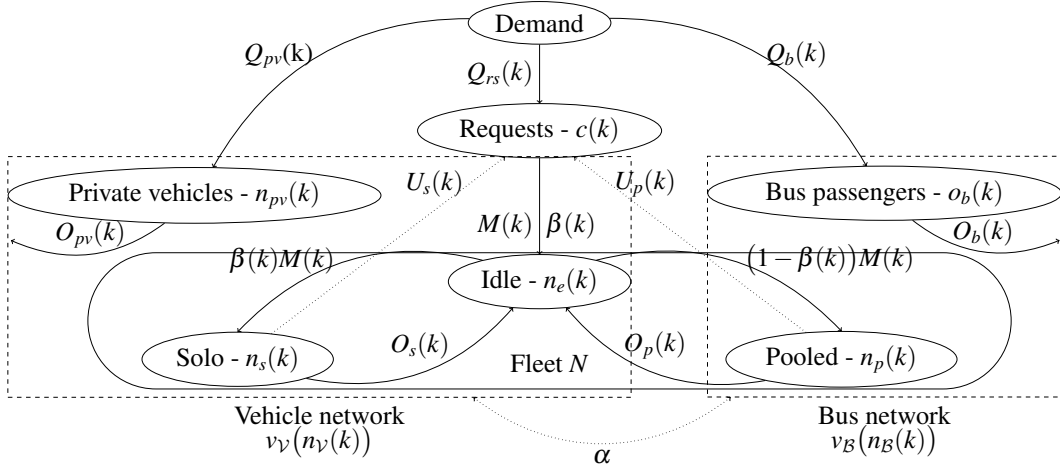 Demand
Q_{pv}(k)
Q_b(k)
Q_{rs}(k)
Requests - c(k)
Private vehicles - n_{pv}(k)
U_s(k)
U_p(k)
Bus passengers - o_b(k)
O_{pv}(k)
M(k) β(k)
O_b(k)
β(k)M(k)
(1 − β(k))M(k)
Idle - n_e(k)
Solo - n_s(k)
O_s(k)
O_p(k)
Pooled - n_p(k)
Fleet N
Vehicle network
v_𝒱(n_𝒱(k))
Bus network
v_ℬ(n_ℬ(k))
α